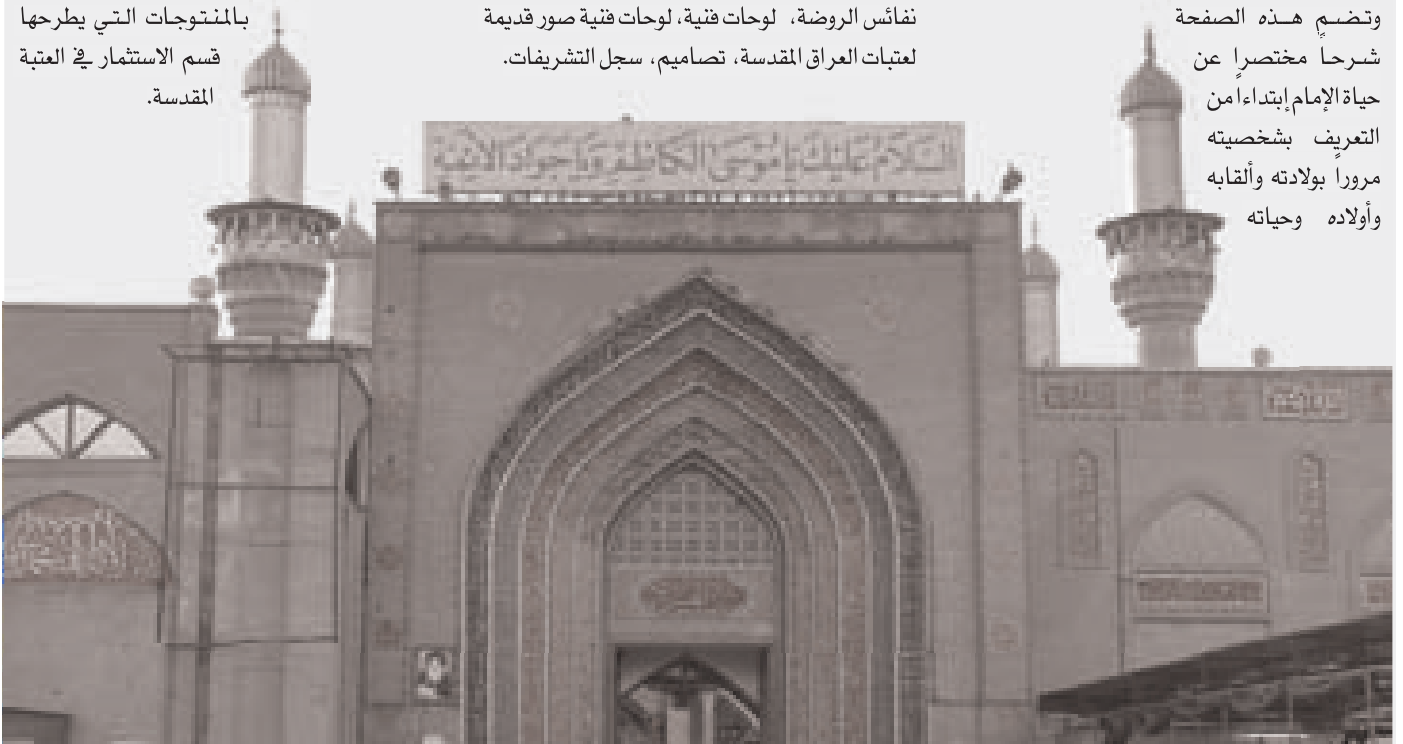 وتضم هذه الصفحة
شرحاً مختصراً عن
حياة الإمام إبتداءا من
التعريف بشخصيته
مروراً بولادته وألقابه
وأولاده وحياته
نفائس الروضة، لوحات فنية، لوحات فنية صور قديمة
لعتبات العراق المقدسة، تصاميم، سجل التشريفات.
بالمنتوجات التي يطرحها
قسم الاستثمار في العتبة
المقدسة.
السلام عليك يا موسى الكاظم ويا جواد الائمة